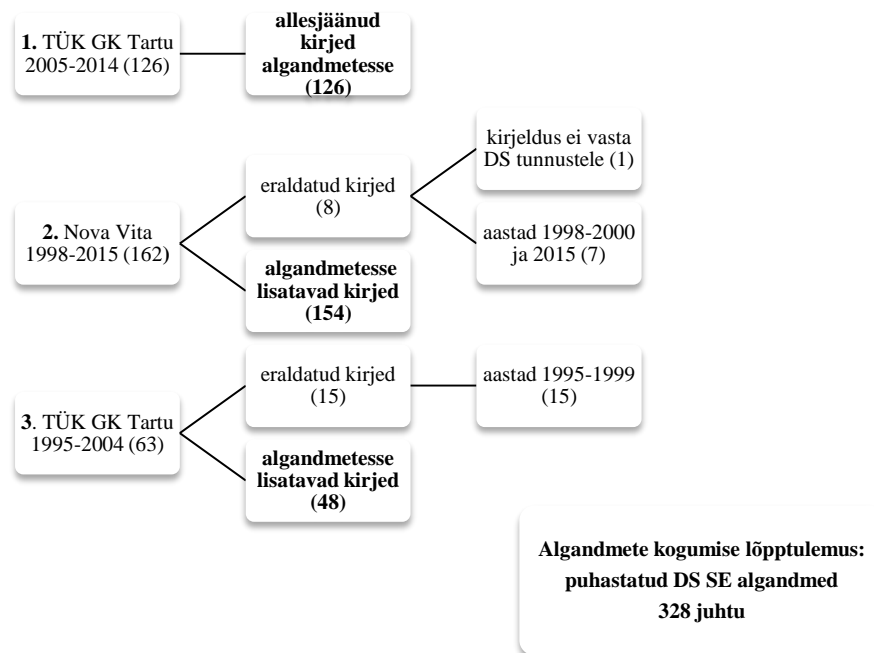 1. TÜK GK Tartu
2005-2014 (126)
allesjäänud
kirjed
algandmetesse
(126)
2. Nova Vita
1998-2015 (162)
eraldatud kirjed
(8)
kirjeldus ei vasta
DS tunnustele (1)
aastad 1998-2000
ja 2015 (7)
algandmetesse
lisatavad kirjed
(154)
3. TÜK GK Tartu
1995-2004 (63)
eraldatud kirjed
(15)
aastad 1995-1999
(15)
algandmetesse
lisatavad kirjed
(48)
Algandmete kogumise lõpptulemus:
puhastatud DS SE algandmed
328 juhtu